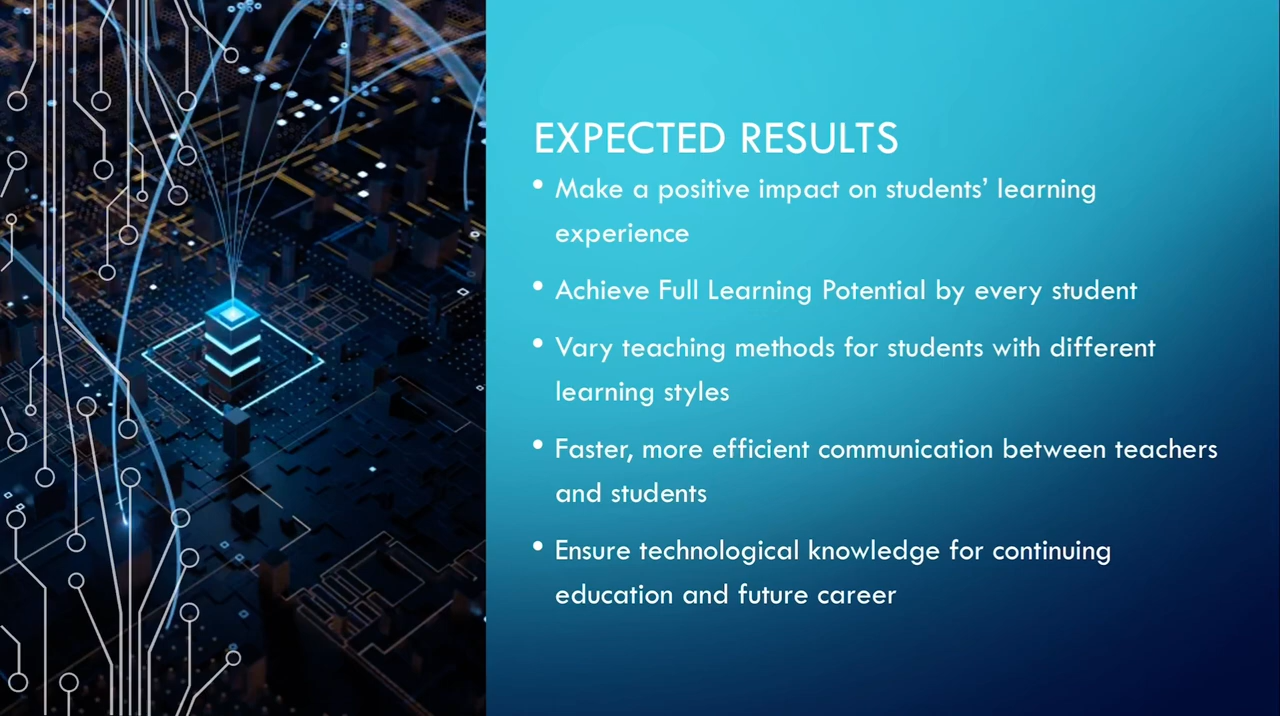 EXPECTED RESULTS
• Make a positive impact on students’ learning
experience
• Achieve Full Learning Potential by every student
• Vary teaching methods for students with different
learning styles
• Faster, more efficient communication between teachers
and students
• Ensure technological knowledge for continuing
education and future career